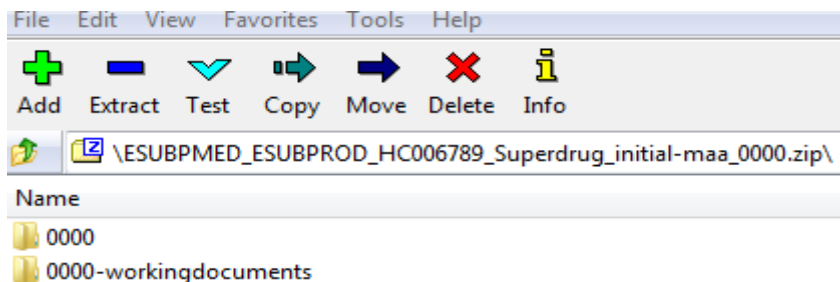 File Edit View Favorites Tools Help
Add Extract Test Copy Move Delete Info
\ESUBPMED_ESUBPROD_HC006789_Superdrug_initial-maa_0000.zip\
Name
0000
0000-workingdocuments